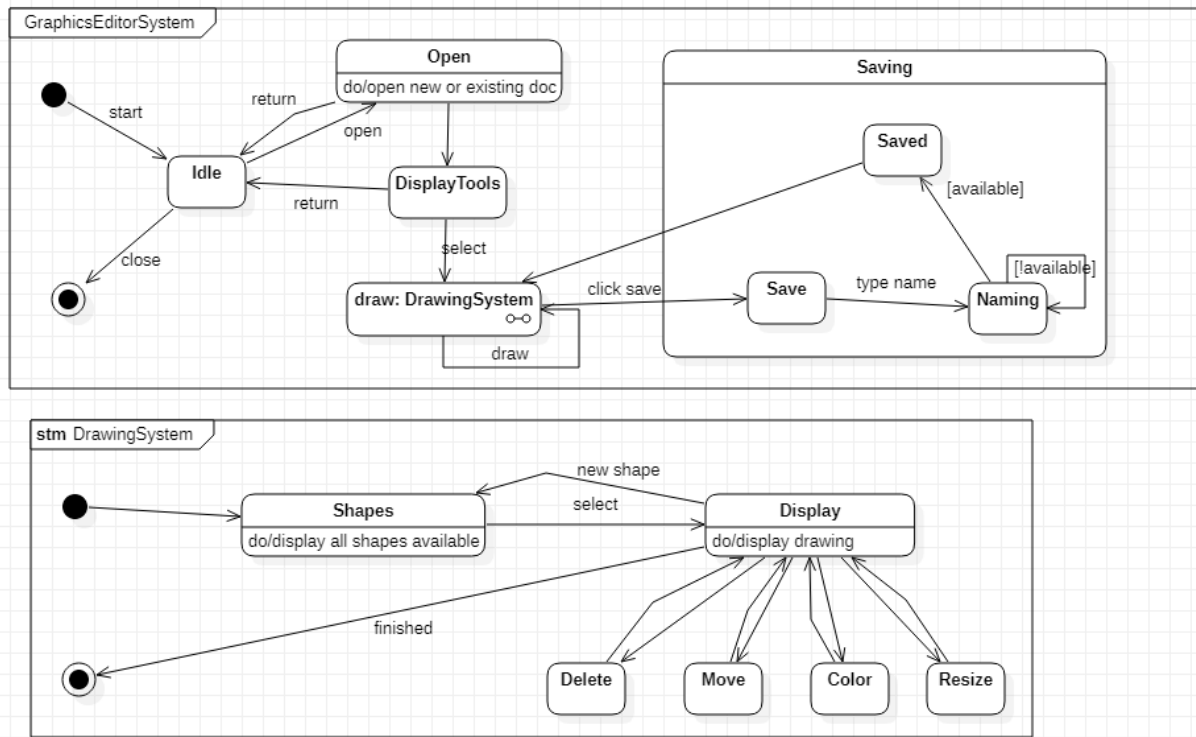 GraphicsEditorSystem
Open
do/open new or existing doc
Saving
start
return
open
Idle
DisplayTools
return
close
select
Saved
[available]
[!available]
draw: DrawingSystem
click save
Save
type name
Naming
draw
stm DrawingSystem
new shape
Shapes
do/display all shapes available
select
Display
do/display drawing
finished
Delete
Move
Color
Resize